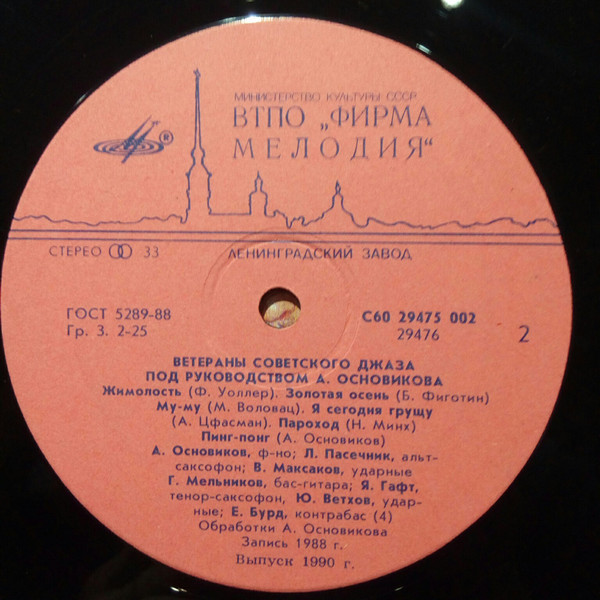 МИНИСТЕРСТВО КУЛЬТУРЫ СССР
ВТПО „ФИРМА
МЕЛОДИЯ“
®
СТЕРЕО 33
ЛЕНИНГРАДСКИЙ ЗАВОД
ГОСТ 5289-88
Гр. 3. 2-25
С60 29475 002
29476
2
ВЕТЕРАНЫ СОВЕТСКОГО ДЖАЗА
ПОД РУКОВОДСТВОМ А. ОСНОВИКОВА
Жимолость (Ф. Уоллер). Золотая осень (Б. Фиготин)
Му-му (М. Воловац). Я сегодня грущу
(А. Цфасман). Пароход (Н. Минх)
Пинг-понг (А. Основиков)
А. Основиков, ф-но; Л. Пасечник, альт-
саксофон; В. Максаков, ударные
Г. Мельников, бас-гитара; Я. Гафт,
тенор-саксофон, Ю. Ветхов, удар-
ные; Е. Бурд, контрабас (4)
Обработки А. Основикова
Запись 1988 г.
Выпуск 1990 г.